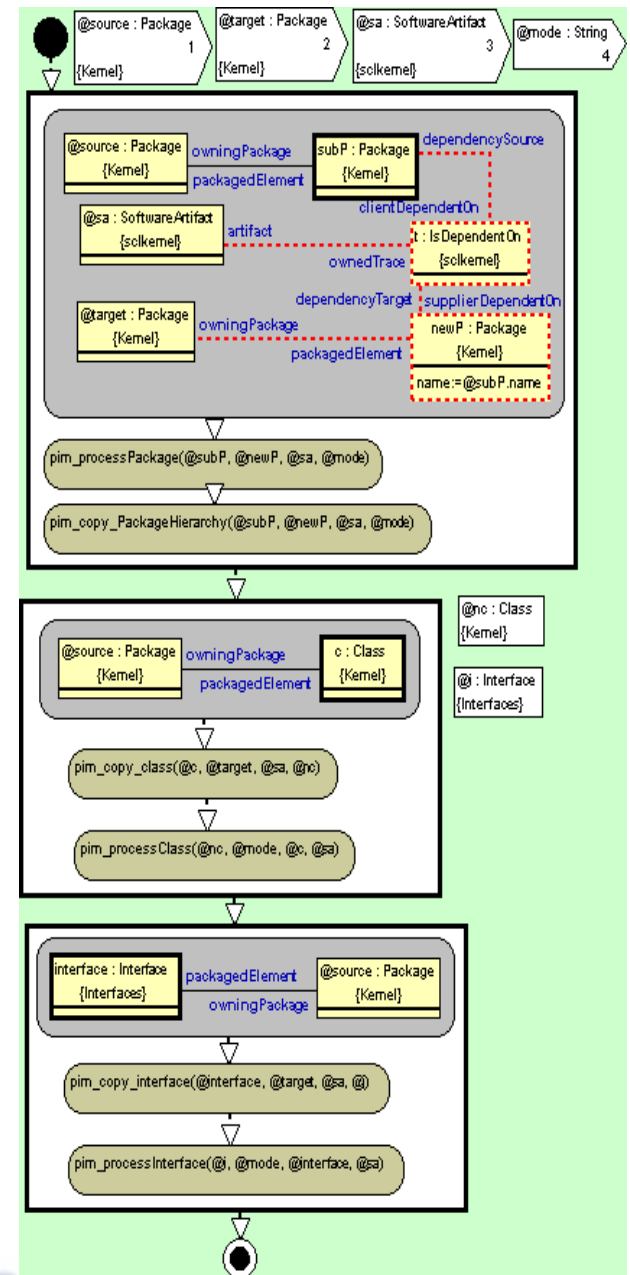 @source : Package
1
{Kernel}
@target : Package
2
{Kernel}
@sa : SoftwareArtifact
3
{sclkernel}
@mode : String
4
@source : Package
{Kernel}
owningPackage
packagedElement
subP : Package
{Kernel}
dependencySource
clientDependentOn
@sa : SoftwareArtifact
{sclkernel}
artifact
ownedTrace
t : IsDependentOn
{sclkernel}
dependencyTarget
supplierDependentOn
@target : Package
{Kernel}
owningPackage
packagedElement
newP : Package
{Kernel}
name:=@subP.name
pim_processPackage(@subP, @newP, @sa, @mode)
pim_copy_PackageHierarchy(@subP, @newP, @sa, @mode)
@nc : Class
{Kernel}
@i : Interface
{Interfaces}
@source : Package
{Kernel}
owningPackage
packagedElement
c : Class
{Kernel}
pim_copy_class(@c, @target, @sa, @nc)
pim_processClass(@nc, @mode, @c, @sa)
interface : Interface
{Interfaces}
packagedElement
owningPackage
@source : Package
{Kernel}
pim_copy_interface(@interface, @target, @sa, @i)
pim_processInterface(@i, @mode, @interface, @sa)